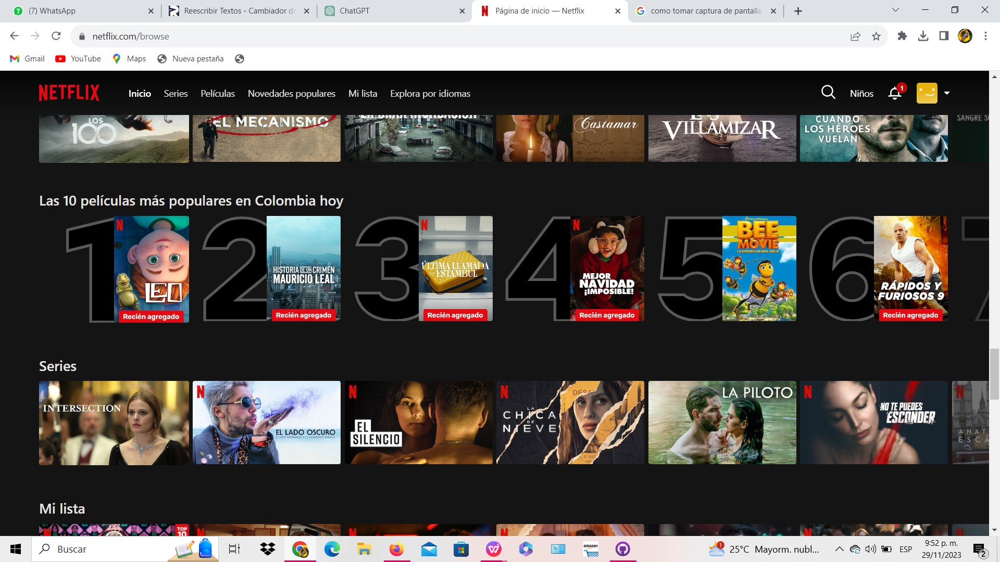 (7) WhatsApp
Reescribir Textos - Cambiador de
ChatGPT
Página de inicio — Netflix
como tomar captura de pantalla
netflix.com/browse
Gmail
YouTube
Maps
Nueva pestaña
NETFLIX
Inicio
Series
Películas
Novedades populares
Mi lista
Explora por idiomas
Niños
1
LOS
100
EL MECANISMO
Castamar
VILLAMIZAR
CUANDO
LOS HÉROES
VUELAN
SANGRE
Las 10 películas más populares en Colombia hoy
1
LEO
Recién agregado
2
HISTORIA DE UN CRIMEN
MAURICIO LEAL
Recién agregado
3
ÚLTIMA LLAMADA
para ESTAMBUL
Recién agregado
4
MEJOR
NAVIDAD
¡IMPOSIBLE!
Recién agregado
5
DREAMWORKS
BEE
MOVIE
LA HISTORIA DE UNA ABEJA
6
RÁPIDOS Y
FURIOSOS 9
Recién agregado
Series
INTERSECTION
EL LADO OSCURO
EL
SILENCIO
LA
CHICA
DE
NIEVE
LA PILOTO
NO TE PUEDES
ESCONDER
Mi lista
TOP
10
Buscar
amazon
1
25°C Mayorm. nubl...
ESP
9:52 p. m.
29/11/2023
2